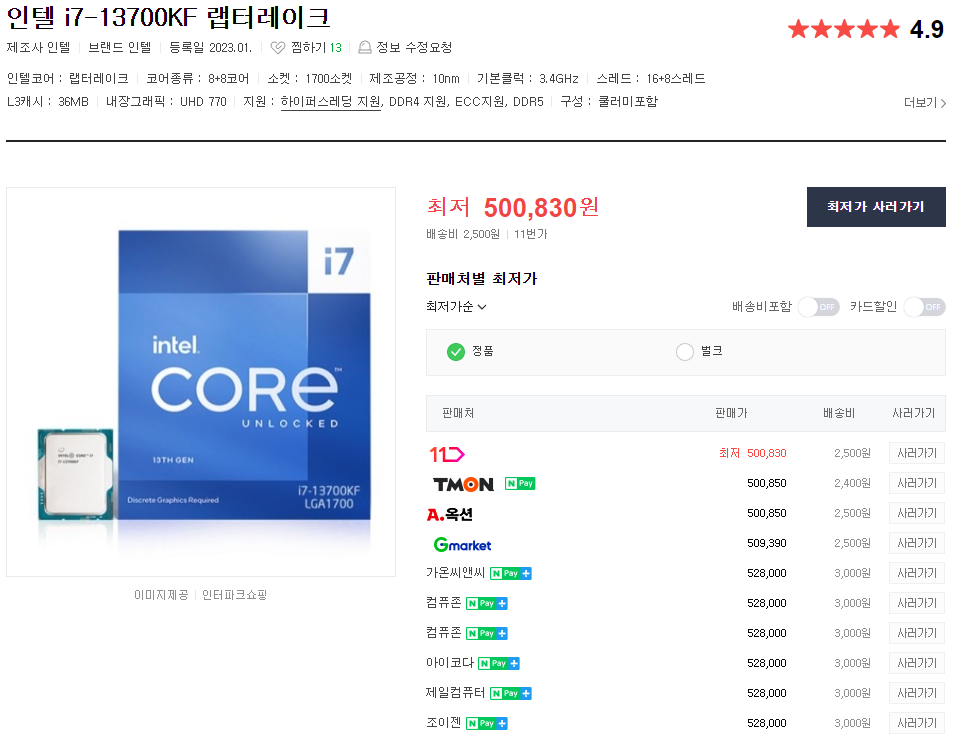 인텔 i7-13700KF 랩터레이크
4.9
제조사 인텔 브랜드 인텔 등록일 2023.01. 찜하기 13 정보 수정요청
인텔코어 : 랩터레이크 코어종류 : 8+8코어 소켓 : 1700소켓 제조공정 : 10nm 기본클럭 : 3.4GHz 스레드 : 16+8스레드
L3캐시 : 36MB 내장그래픽 : UHD 770 지원 : 하이퍼스레딩 지원, DDR4 지원, ECC지원, DDR5 구성 : 쿨러미포함
더보기
i7
intel.
CORE™
UNLOCKED
13TH GEN
Discrete Graphics Required
i7-13700KF
LGA1700
이미지제공 인터파크쇼핑
최저 500,830원
최저가 사러가기
배송비 2,500원 11번가
판매처별 최저가
최저가순 배송비포함 OFF 카드할인 OFF
정품 벌크
판매처 판매가 배송비 사러가기
11 최저 500,830 2,500원 사러가기
TMON N Pay 500,850 2,400원 사러가기
A.옥션 500,850 2,500원 사러가기
Gmarket 509,390 2,500원 사러가기
가온씨앤씨 N Pay + 528,000 3,000원 사러가기
컴퓨존 N Pay + 528,000 3,000원 사러가기
컴퓨존 N Pay + 528,000 3,000원 사러가기
아이코다 N Pay + 528,000 3,000원 사러가기
제일컴퓨터 N Pay + 528,000 3,000원 사러가기
조이젠 N Pay + 528,000 3,000원 사러가기